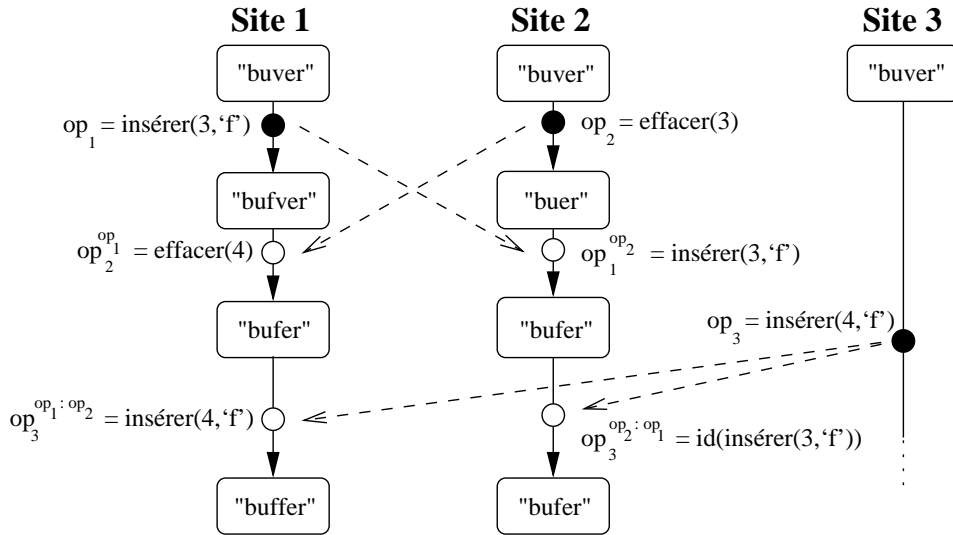 Site 1
Site 2
Site 3
"buver"
"buver"
"buver"
op1 = insérer(3,‘f’)
op2 = effacer(3)
"bufver"
"buer"
op2^op1 = effacer(4)
op1^op2 = insérer(3,‘f’)
"bufer"
"bufer"
op3 = insérer(4,‘f’)
op3^op1:op2 = insérer(4,‘f’)
op3^op2:op1 = id(insérer(3,‘f’))
"buffer"
"bufer"